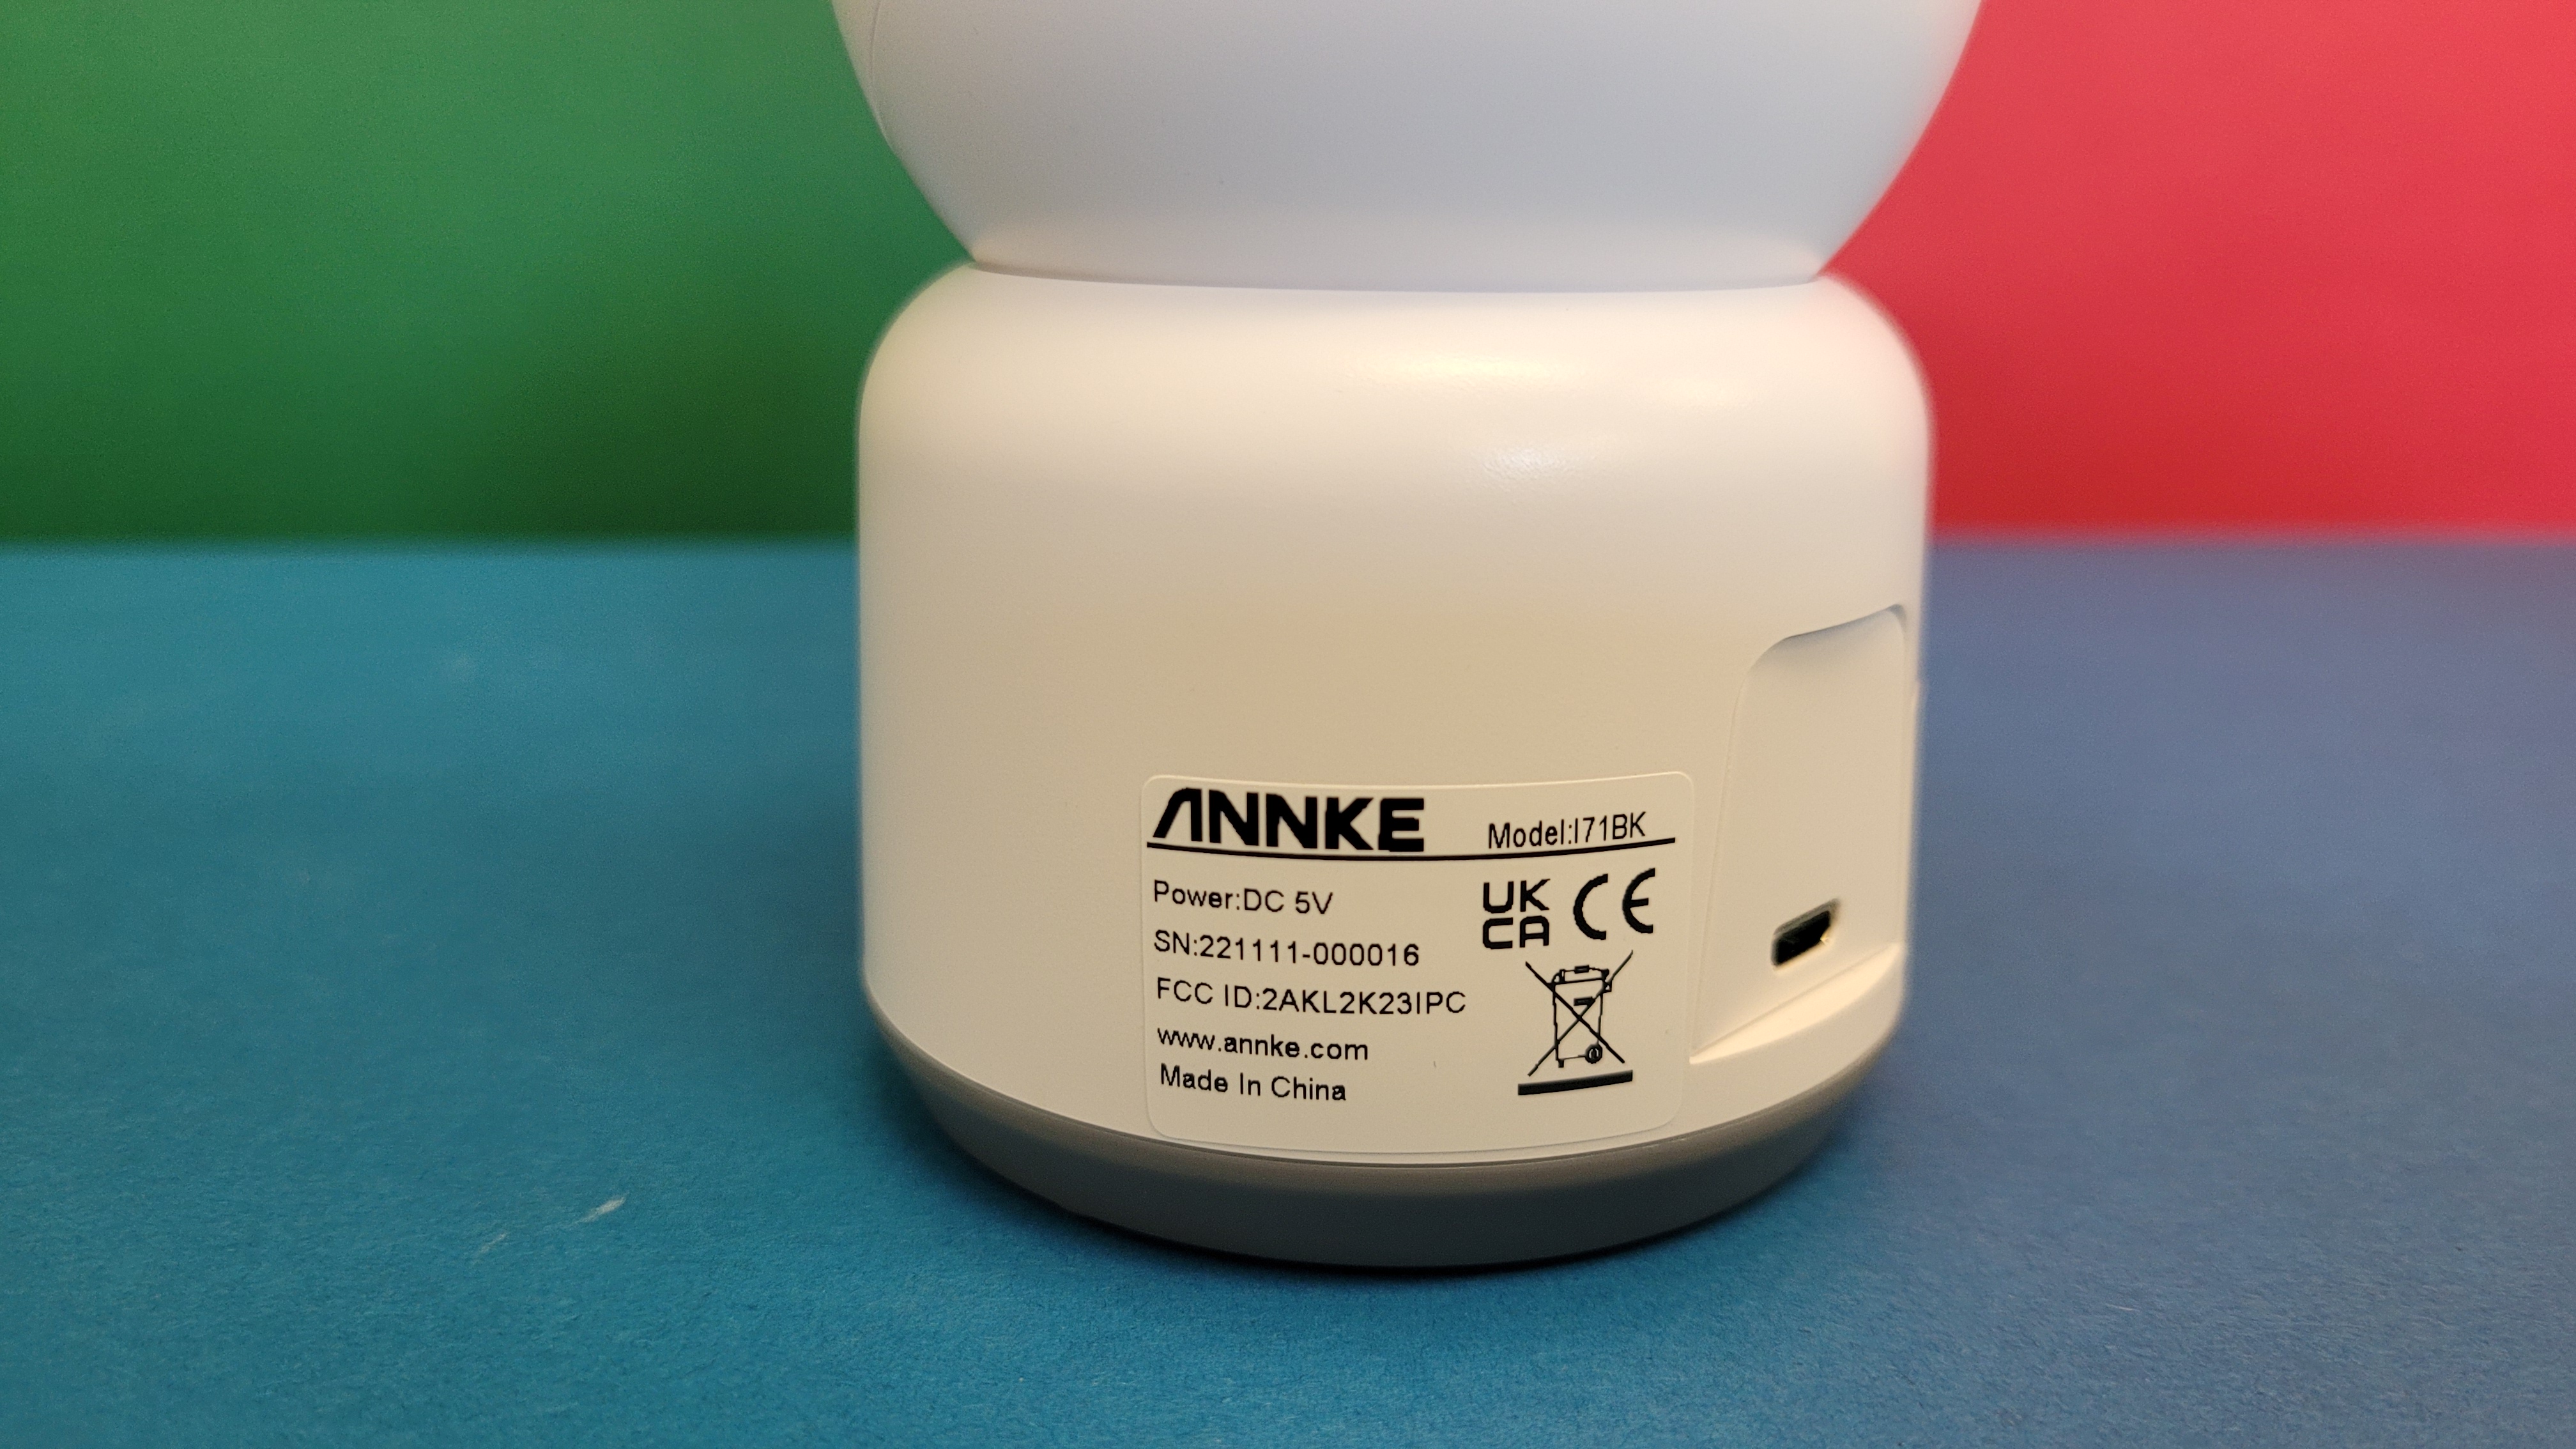 ANNKE Model:I71BK
Power:DC 5V
SN:221111-000016
FCC ID:2AKL2K23IPC
www.annke.com
Made In China
UK
CA
CE